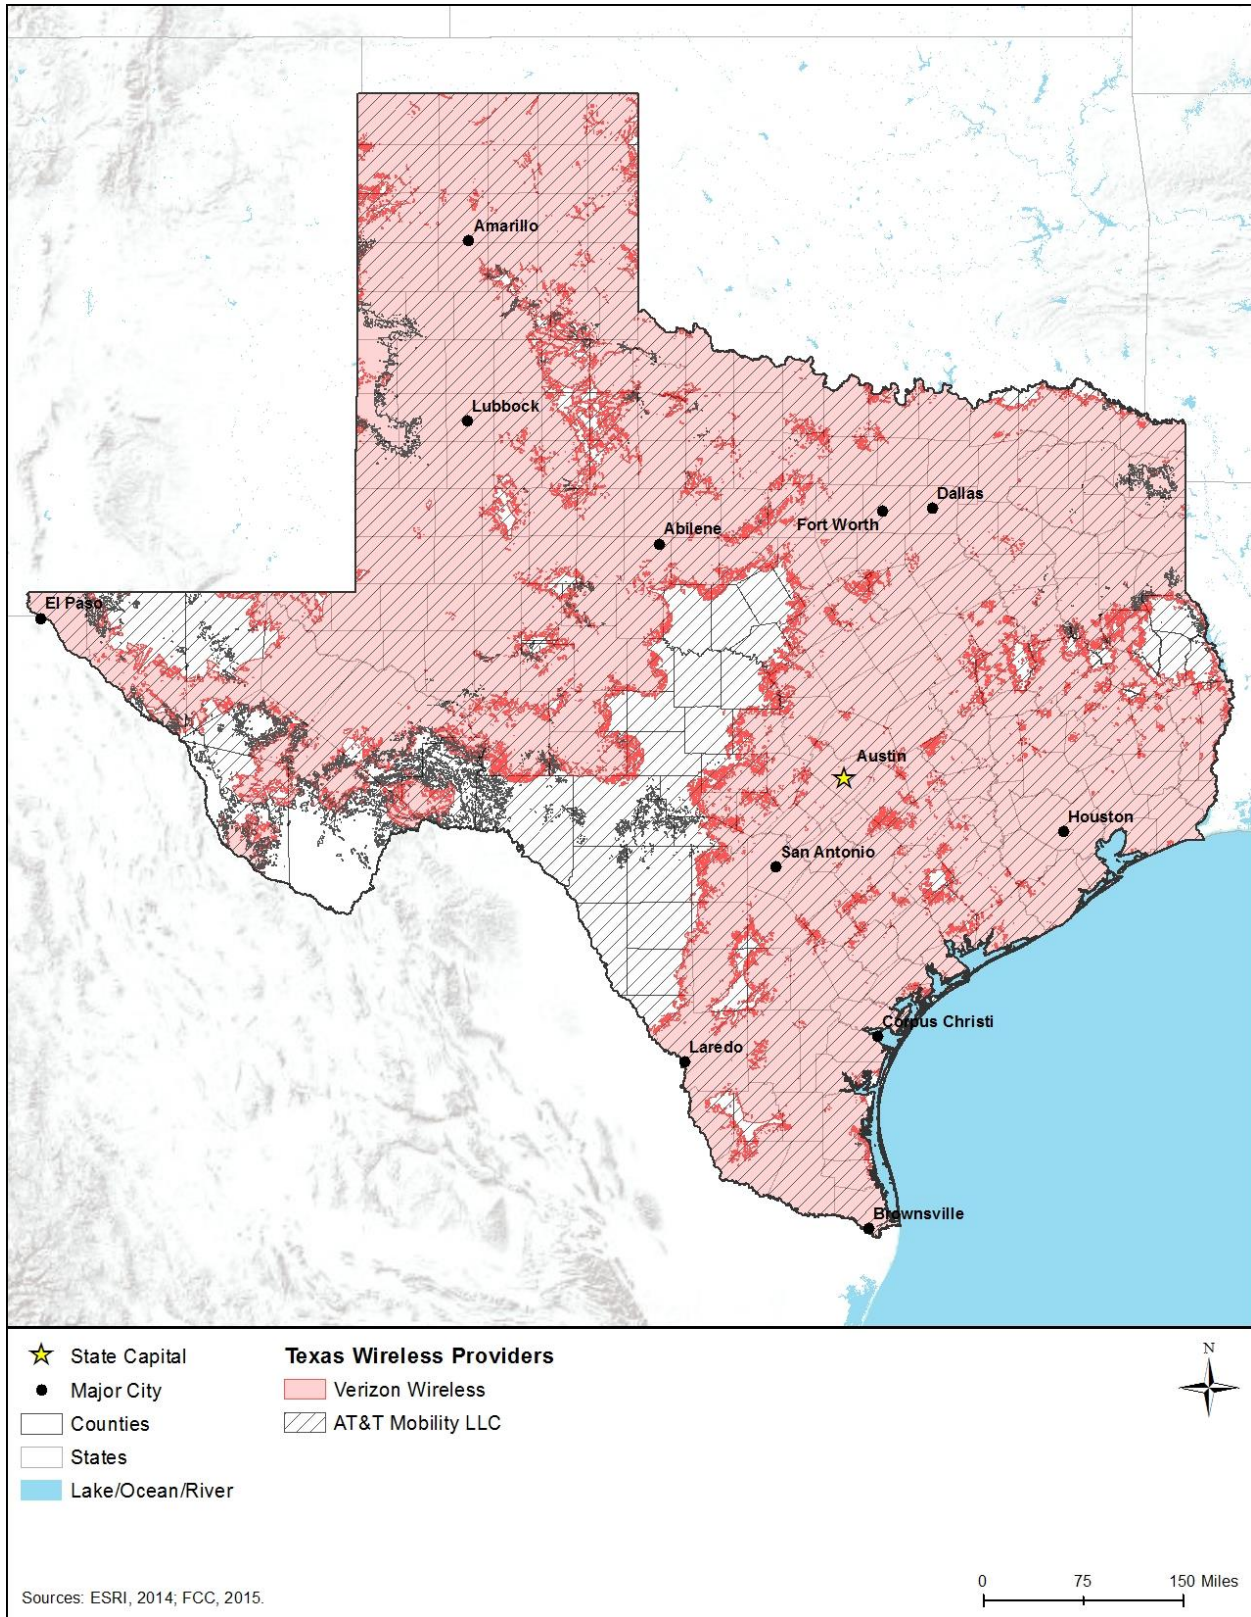 Amarillo
Lubbock
Dallas
Fort Worth
Abilene
El Paso
Austin
Houston
San Antonio
Corpus Christi
Laredo
Brownsville
State Capital
Major City
Counties
States
Lake/Ocean/River
Texas Wireless Providers
Verizon Wireless
AT&T Mobility LLC
N
0 75 150 Miles
Sources: ESRI, 2014; FCC, 2015.